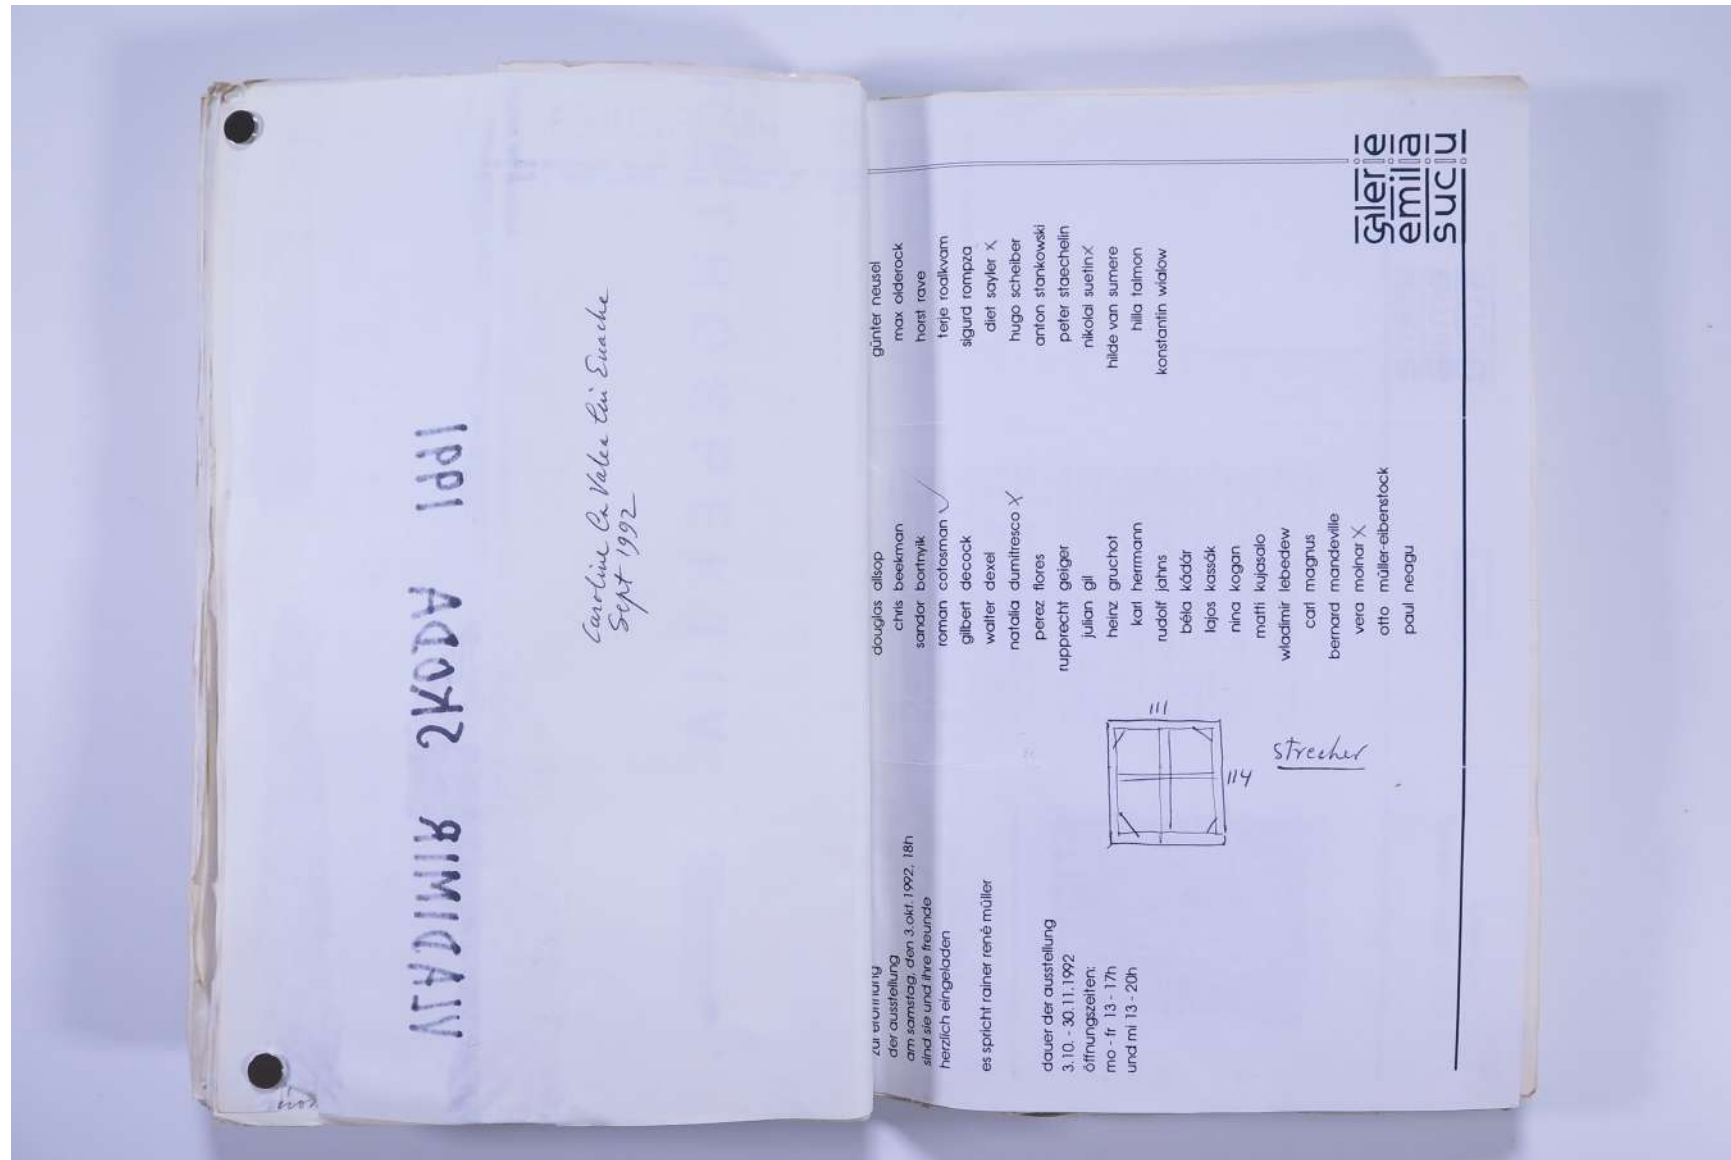 VLADIMIR SKODA 1991
Caroline La Valea lui Enache
Sept 1992
zur eröffnung
der ausstellung
am samstag, den 3.okt.1992, 18h
sind sie und ihre freunde
herzlich eingeladen
es spricht rainer renè müller
dauer der ausstellung
3.10. - 30.11.1992
öffnungszeiten:
mo - fr 13 - 17h
und mi 13 - 20h
111
114
strecher
douglas allsop
chris beekman
sandor bortnyik
roman cotosman ✓
gilbert decock
walter dexel
natalia dumitresco X
perez flores
rupprecht geiger
julian gil
heinz gruchot
karl herrmann
rudolf jahns
béla kádár
lajos kassák
nina kogan
matti kujasalo
wladimir lebedew
carl magnus
bernard mandeville
vera molnar X
otto müller-eibenstock
paul neagu
günter neusel
max olderock
horst rave
terje roalkvam
sigurd rompza
diet sayler X
hugo scheiber
anton stankowski
peter staechelin
nikolai suetin X
hilde van sumere
hilla talmon
konstantin wialow
galerie
emilia
suciu